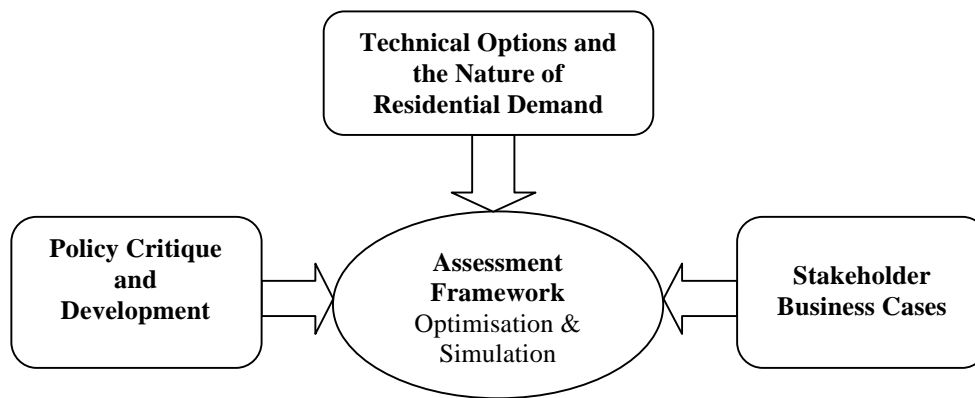 Technical Options and
the Nature of
Residential Demand
Policy Critique
and
Development
Assessment
Framework
Optimisation &
Simulation
Stakeholder
Business Cases